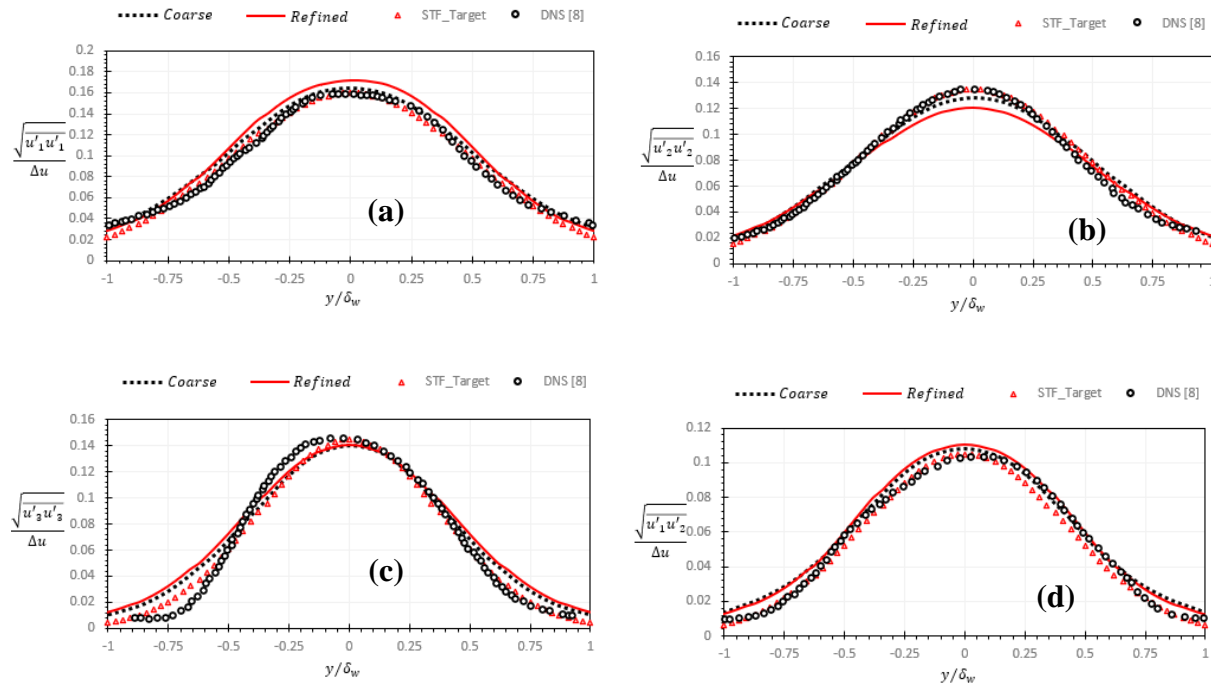 Coarse Refined STF_Target DNS [8]
0.2
0.18
0.16
0.14
0.12
0.1
0.08
0.06
0.04
0.02
0
√u'₁u'₁
Δu
(a)
-1 -0.75 -0.5 -0.25 0 0.25 0.5 0.75 1
y/δw
Coarse Refined STF_Target DNS [8]
0.16
0.14
0.12
0.1
0.08
0.06
0.04
0.02
0
√u'₂u'₂
Δu
(b)
-1 -0.75 -0.5 -0.25 0 0.25 0.5 0.75 1
y/δw
Coarse Refined STF_Target DNS [8]
0.16
0.14
0.12
0.1
0.08
0.06
0.04
0.02
0
√u'₃u'₃
Δu
(c)
-1 -0.75 -0.5 -0.25 0 0.25 0.5 0.75 1
y/δw
Coarse Refined STF_Target DNS [8]
0.12
0.1
0.08
0.06
0.04
0.02
0
√u'₁u'₂
Δu
(d)
-1 -0.75 -0.5 -0.25 0 0.25 0.5 0.75 1
y/δw